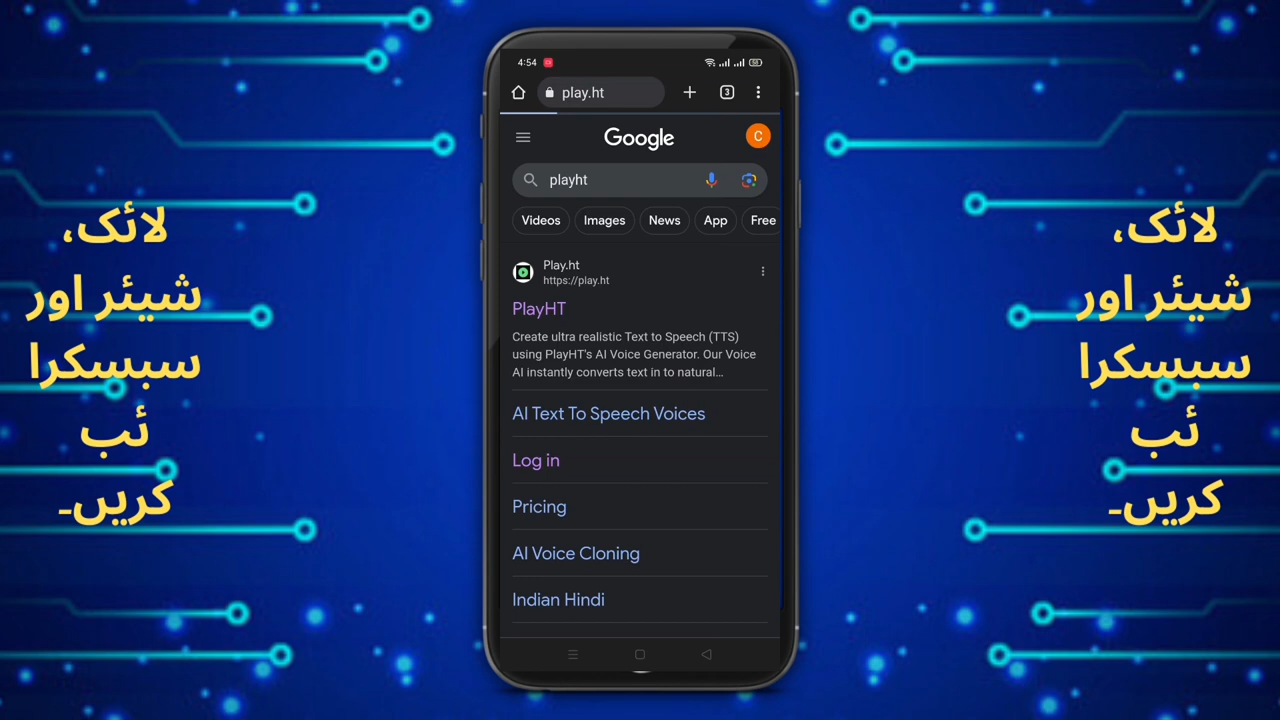 لائک،
شیئر اور
سبسکرا
ئب
کریں۔
4:54
play.ht
3
Google
C
playht
Videos Images News App Free
Play.ht
https://play.ht
PlayHT
Create ultra realistic Text to Speech (TTS)
using PlayHT's AI Voice Generator. Our Voice
AI instantly converts text in to natural...
AI Text To Speech Voices
Log in
Pricing
AI Voice Cloning
Indian Hindi
لائک،
شیئر اور
سبسکرا
ئب
کریں۔